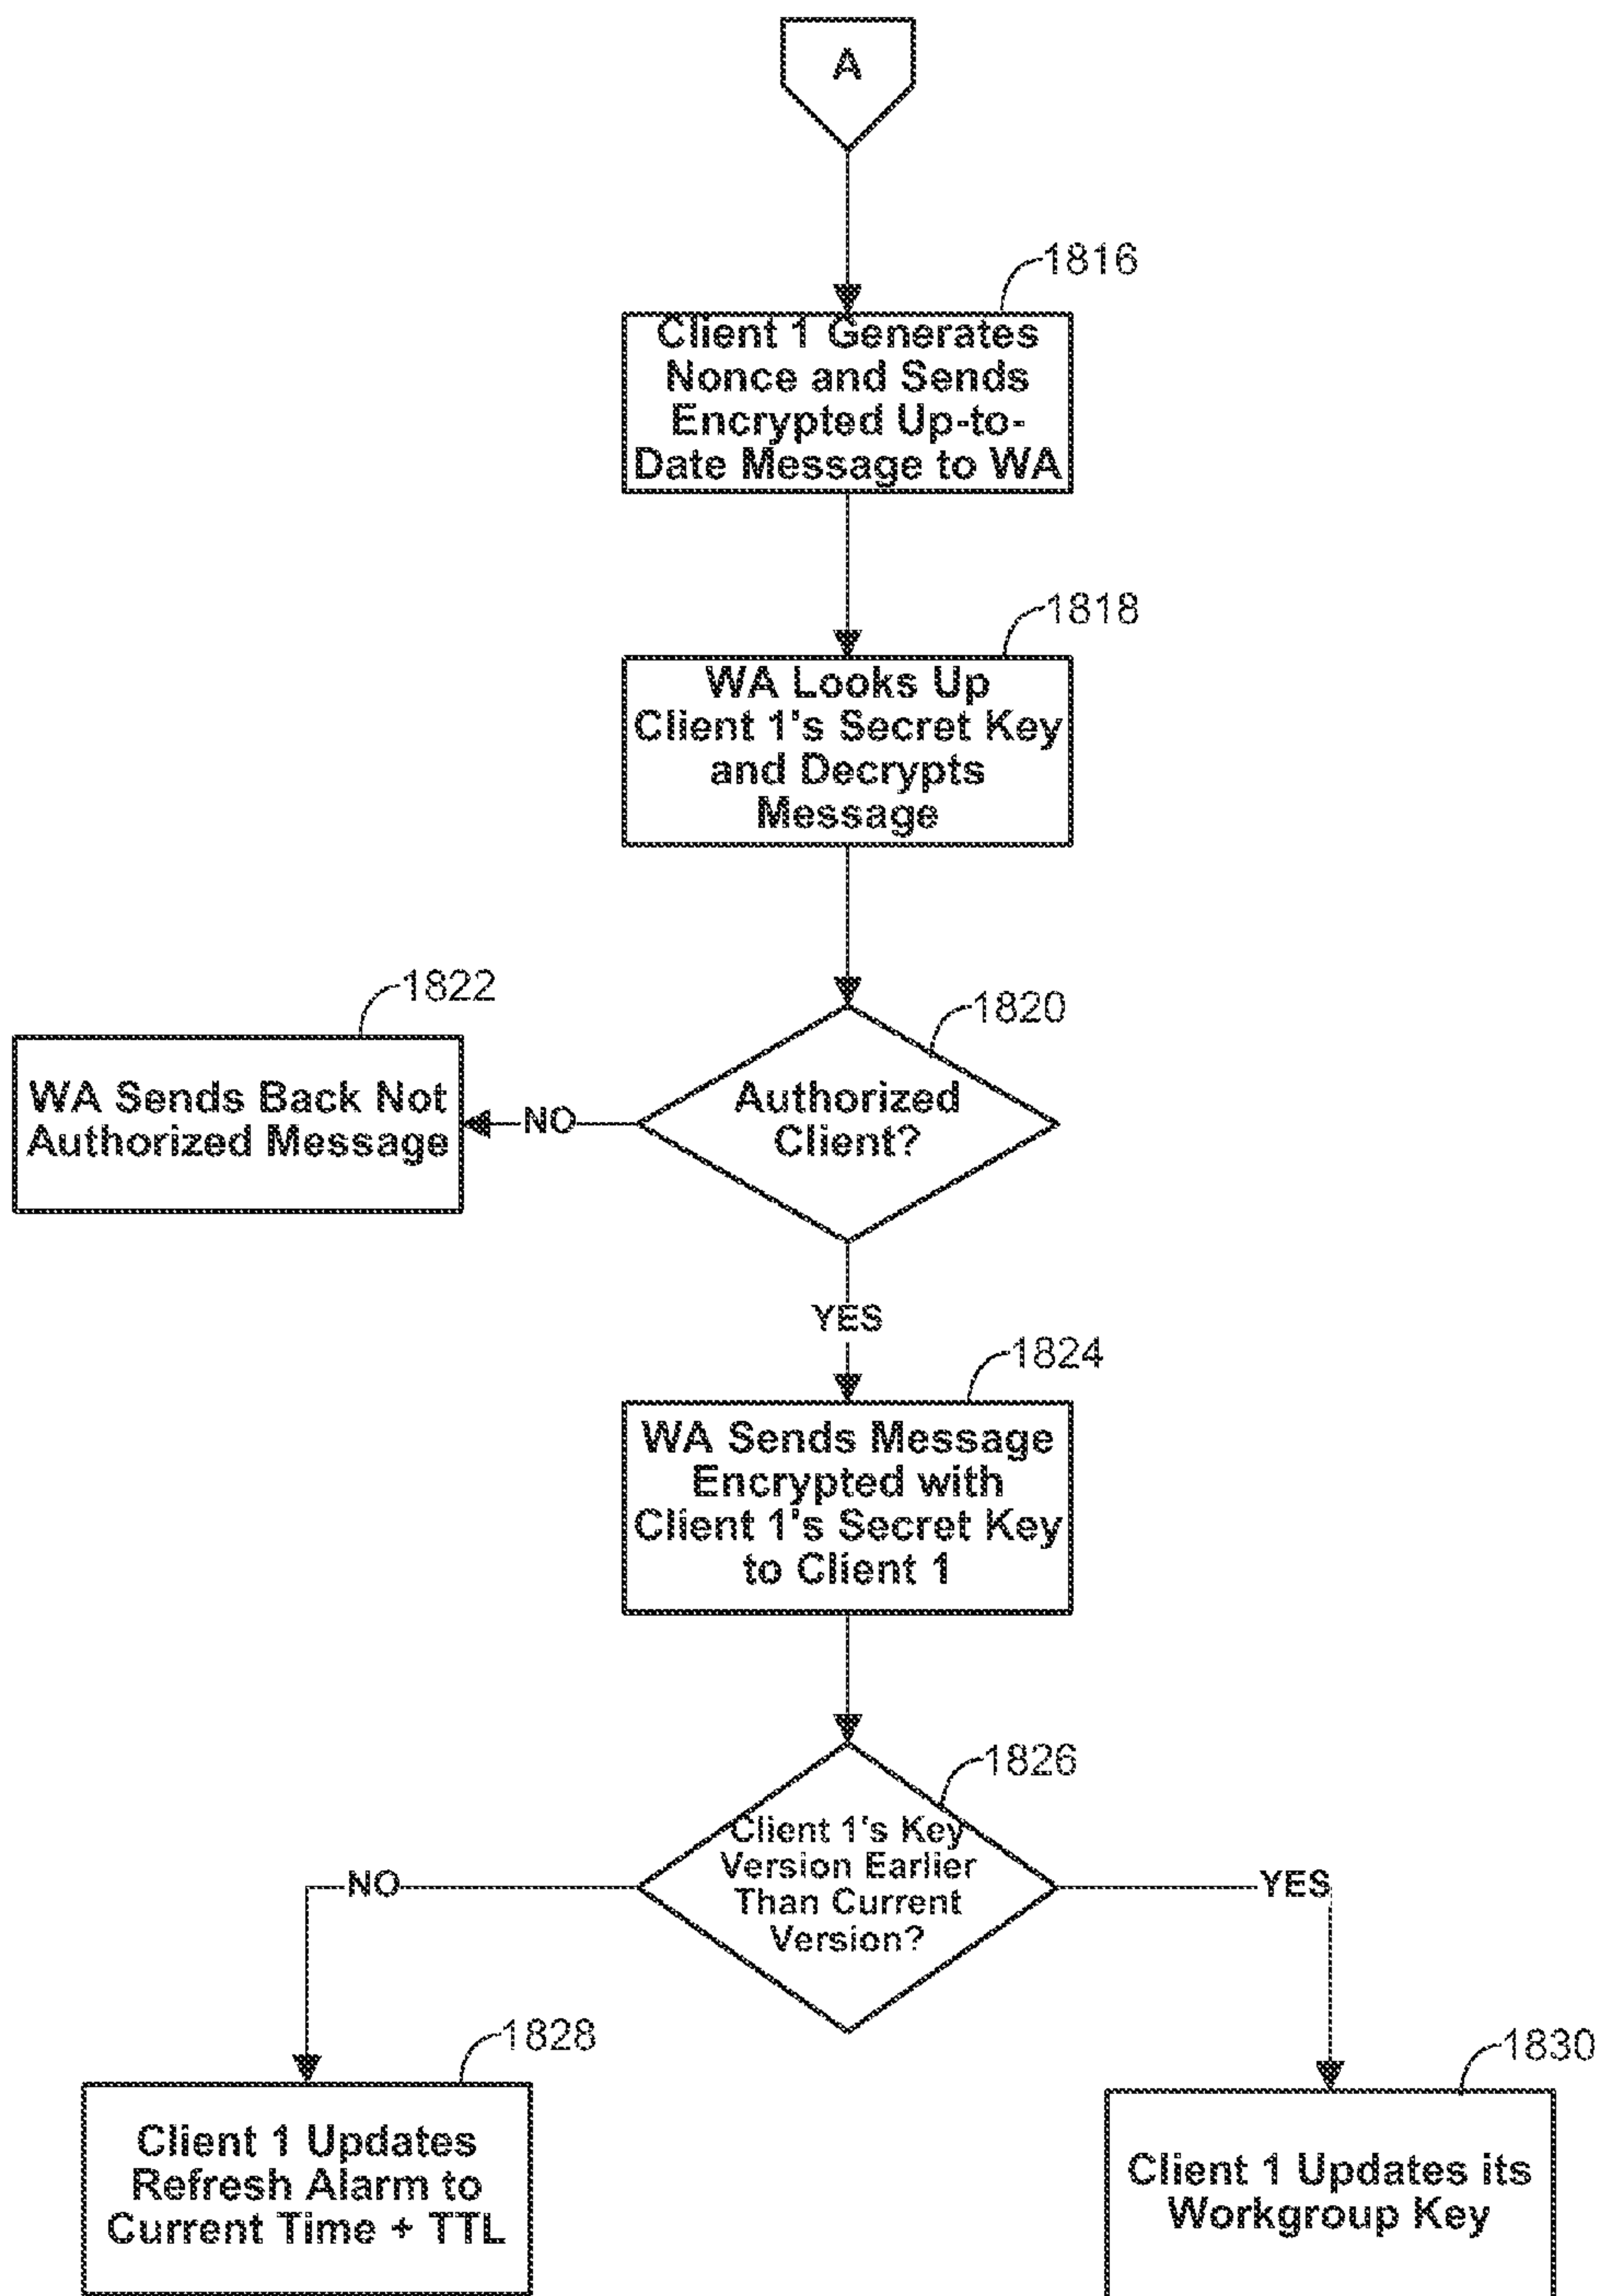 A
1816
Client 1 Generates
Nonce and Sends
Encrypted Up-to-
Date Message to WA
1818
WA Looks Up
Client 1's Secret Key
and Decrypts
Message
1822
1820
WA Sends Back Not
Authorized Message
NO
Authorized
Client?
YES
1824
WA Sends Message
Encrypted with
Client 1's Secret Key
to Client 1
1826
Client 1's Key
Version Earlier
Than Current
Version?
NO
YES
1828
1830
Client 1 Updates
Refresh Alarm to
Current Time + TTL
Client 1 Updates its
Workgroup Key